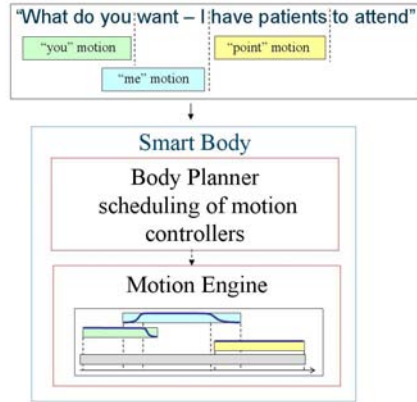 “What do you want – I have patients to attend”
“you” motion
“point” motion
“me” motion
Smart Body
Body Planner
scheduling of motion
controllers
Motion Engine